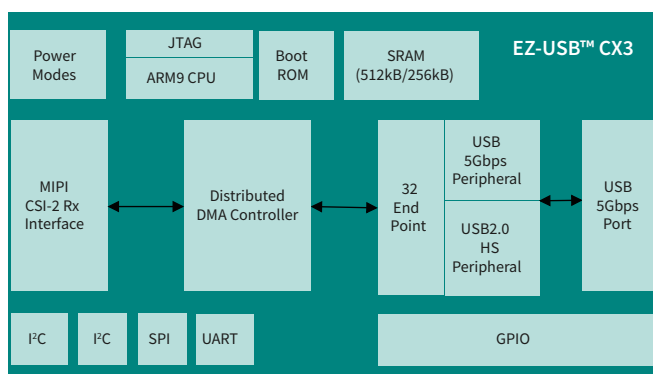 EZ-USB™ CX3
Power
Modes
JTAG
ARM9 CPU
Boot
ROM
SRAM
(512kB/256kB)
MIPI
CSI-2 Rx
Interface
Distributed
DMA Controller
32
End
Point
USB
5Gbps
Peripheral
USB2.0
HS
Peripheral
USB
5Gbps
Port
I²C
I²C
SPI
UART
GPIO